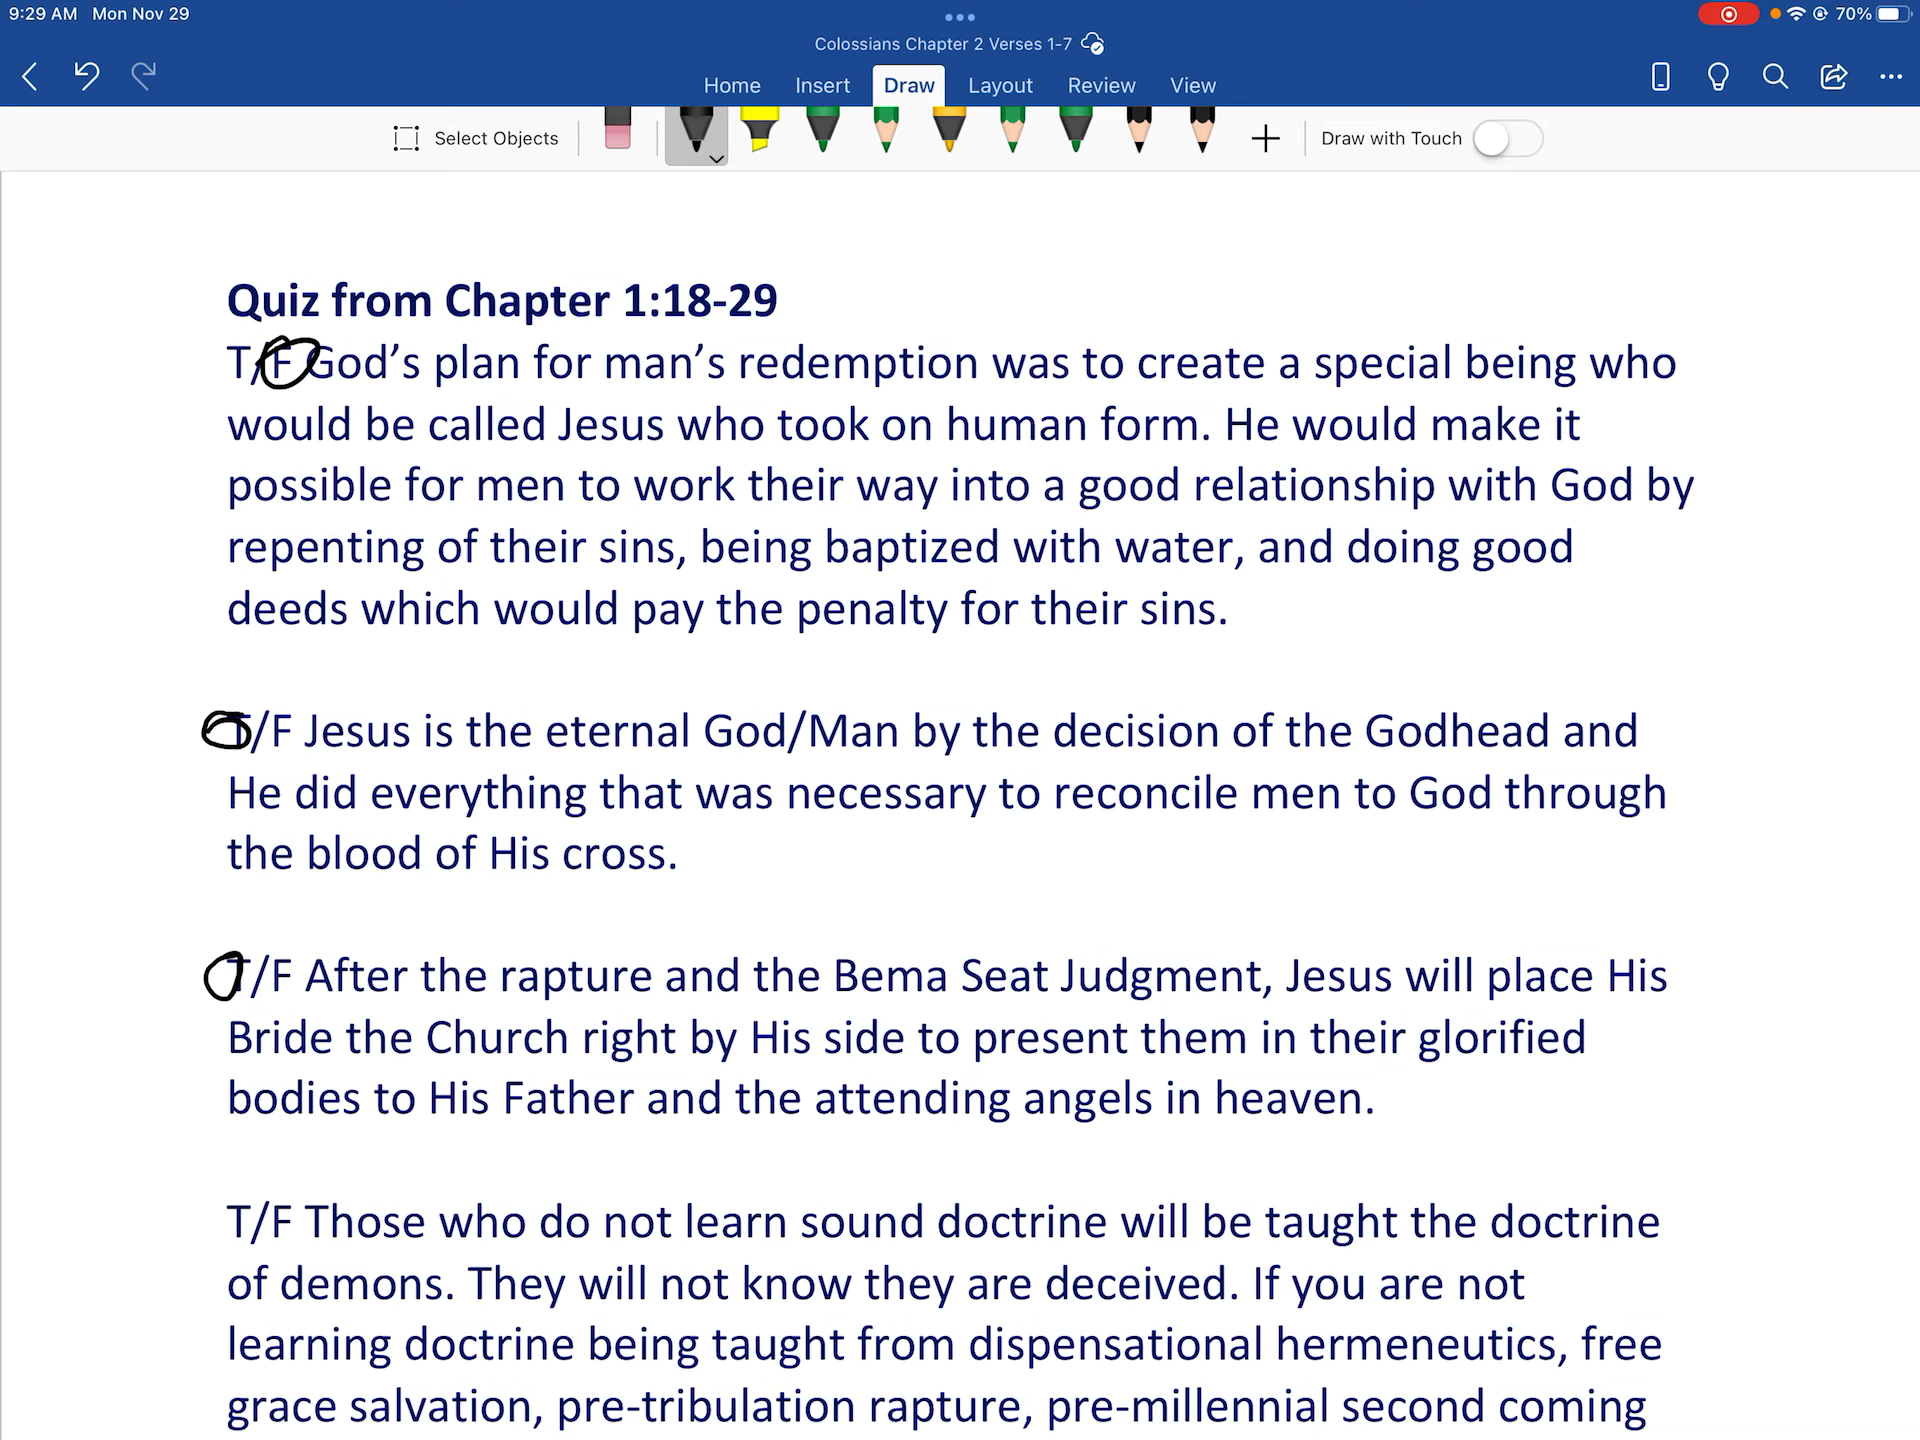 9:29 AM Mon Nov 29
70%
Colossians Chapter 2 Verses 1-7
Home Insert Draw Layout Review View
Select Objects
Draw with Touch
Quiz from Chapter 1:18-29
T/F God’s plan for man’s redemption was to create a special being who
would be called Jesus who took on human form. He would make it
possible for men to work their way into a good relationship with God by
repenting of their sins, being baptized with water, and doing good
deeds which would pay the penalty for their sins.
T/F Jesus is the eternal God/Man by the decision of the Godhead and
He did everything that was necessary to reconcile men to God through
the blood of His cross.
T/F After the rapture and the Bema Seat Judgment, Jesus will place His
Bride the Church right by His side to present them in their glorified
bodies to His Father and the attending angels in heaven.
T/F Those who do not learn sound doctrine will be taught the doctrine
of demons. They will not know they are deceived. If you are not
learning doctrine being taught from dispensational hermeneutics, free
grace salvation, pre-tribulation rapture, pre-millennial second coming